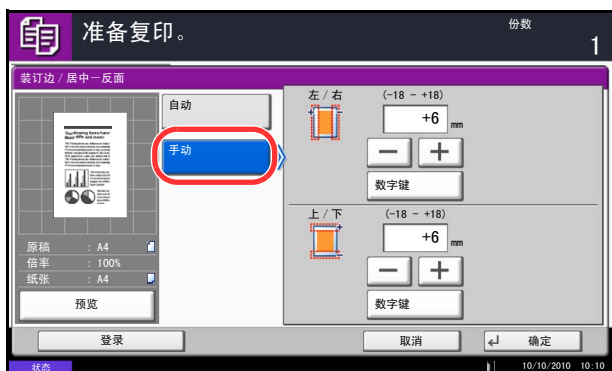 准备复印。
份数
1
装订边 / 居中－反面
自动
手动
左 / 右
(-18 - +18)
+6 mm
－
＋
数字键
上 / 下
(-18 - +18)
+6 mm
－
＋
数字键
原稿 : A4
倍率 : 100%
纸张 : A4
预览
登录
取消
确定
状态
10/10/2010 10:10